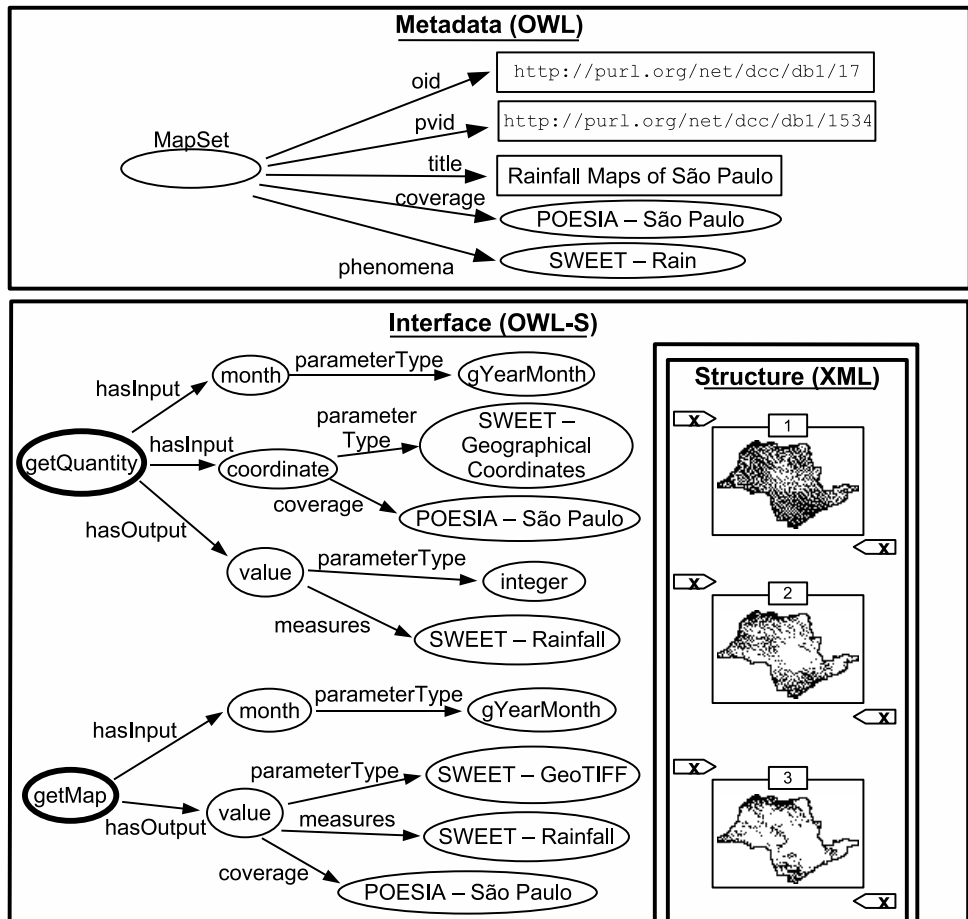 Metadata (OWL)
oid
http://purl.org/net/dcc/db1/17
pvid
http://purl.org/net/dcc/db1/1534
MapSet
title
Rainfall Maps of São Paulo
coverage
POESIA – São Paulo
phenomena
SWEET – Rain
Interface (OWL-S)
hasInput
month
parameterType
gYearMonth
getQuantity
hasInput
coordinate
parameter
Type
SWEET –
Geographical
Coordinates
coverage
POESIA – São Paulo
hasOutput
value
parameterType
integer
measures
SWEET – Rainfall
hasInput
month
parameterType
gYearMonth
getMap
hasOutput
value
parameterType
SWEET – GeoTIFF
measures
SWEET – Rainfall
coverage
POESIA – São Paulo
Structure (XML)
X
1
X
X
2
X
X
3
X